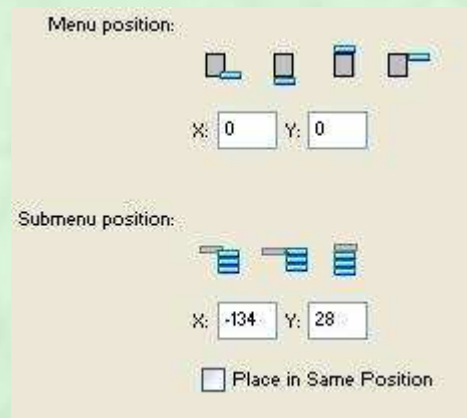 Menu position:
X: 0 Y: 0
Submenu position:
X: -134 Y: 28
Place in Same Position